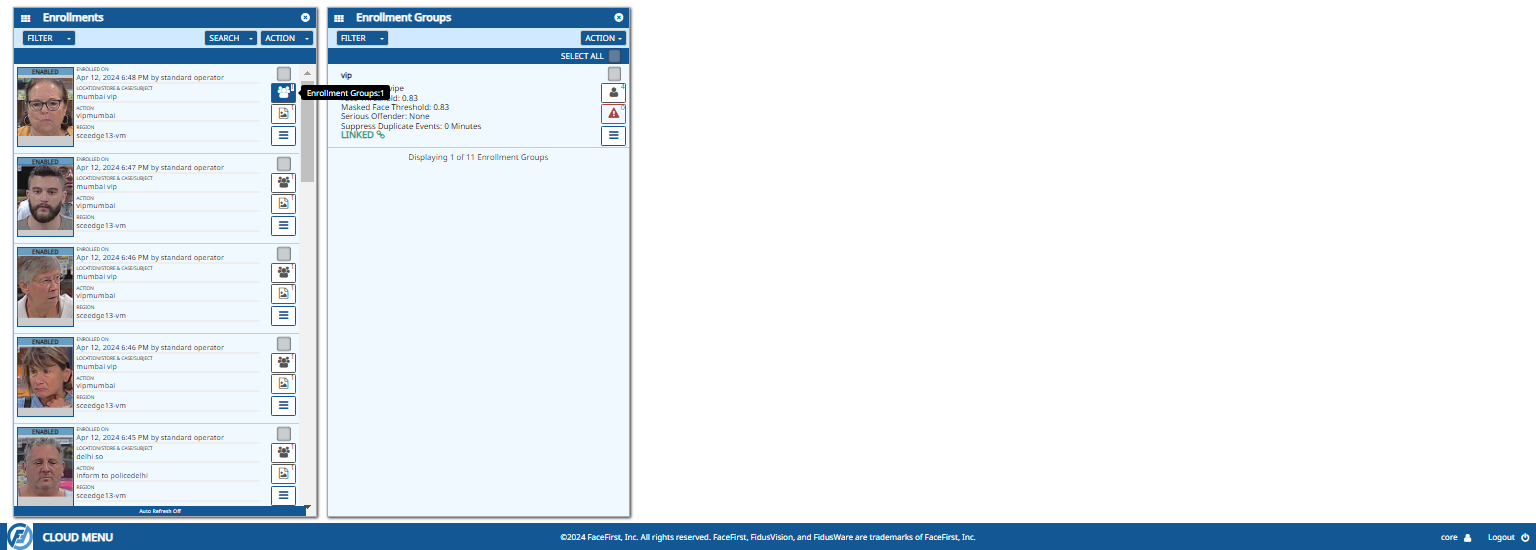 Enrollments
FILTER
SEARCH
ACTION
ENABLED
ENROLLED ON
Apr 12, 2024 6:48 PM by standard operator
LOCATION/STORE & CASE/SUBJECT
mumbai vip
ACTION
vipmumbai
REGION
sceedge13-vm
ENABLED
ENROLLED ON
Apr 12, 2024 6:47 PM by standard operator
LOCATION/STORE & CASE/SUBJECT
mumbai vip
ACTION
vipmumbai
REGION
sceedge13-vm
ENABLED
ENROLLED ON
Apr 12, 2024 6:46 PM by standard operator
LOCATION/STORE & CASE/SUBJECT
mumbai vip
ACTION
vipmumbai
REGION
sceedge13-vm
ENABLED
ENROLLED ON
Apr 12, 2024 6:46 PM by standard operator
LOCATION/STORE & CASE/SUBJECT
mumbai vip
ACTION
vipmumbai
REGION
sceedge13-vm
ENABLED
ENROLLED ON
Apr 12, 2024 6:45 PM by standard operator
LOCATION/STORE & CASE/SUBJECT
delhi so
ACTION
inform to policedelhi
REGION
sceedge13-vm
Auto Refresh Off
Enrollment Groups:1
Enrollment Groups
FILTER
ACTION
SELECT ALL
vip
0.83
Masked Face Threshold: 0.83
Serious Offender: None
Suppress Duplicate Events: 0 Minutes
LINKED
Displaying 1 of 11 Enrollment Groups
CLOUD MENU
©2024 FaceFirst, Inc. All rights reserved. FaceFirst, FidusVision, and FidusWare are trademarks of FaceFirst, Inc.
core
Logout